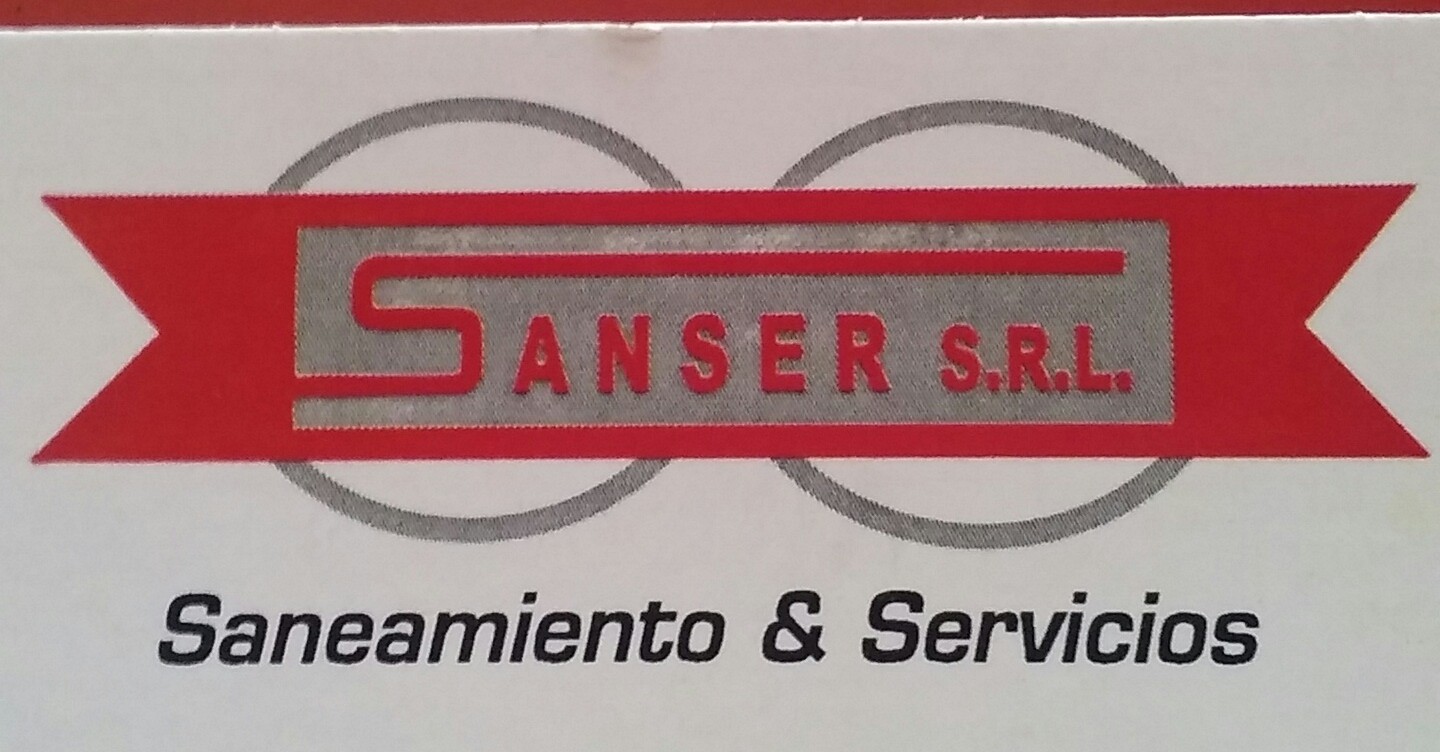 SANSER S.R.L.
Saneamiento & Servicios